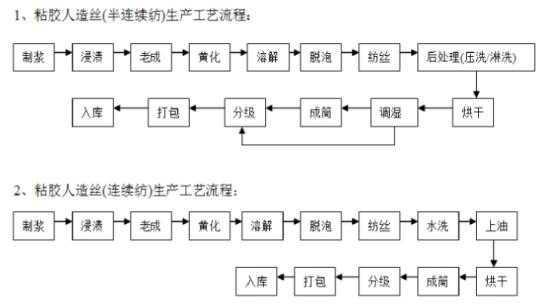 1、粘胶人造丝(半连续纺)生产工艺流程：
制浆 浸渍 老成 黄化 溶解 脱泡 纺丝 后处理(压洗/淋洗)
入库 打包 分级 成筒 调湿 烘干
2、粘胶人造丝(连续纺)生产工艺流程：
制浆 浸渍 老成 黄化 溶解 脱泡 纺丝 水洗 上油
入库 打包 分级 成筒 烘干